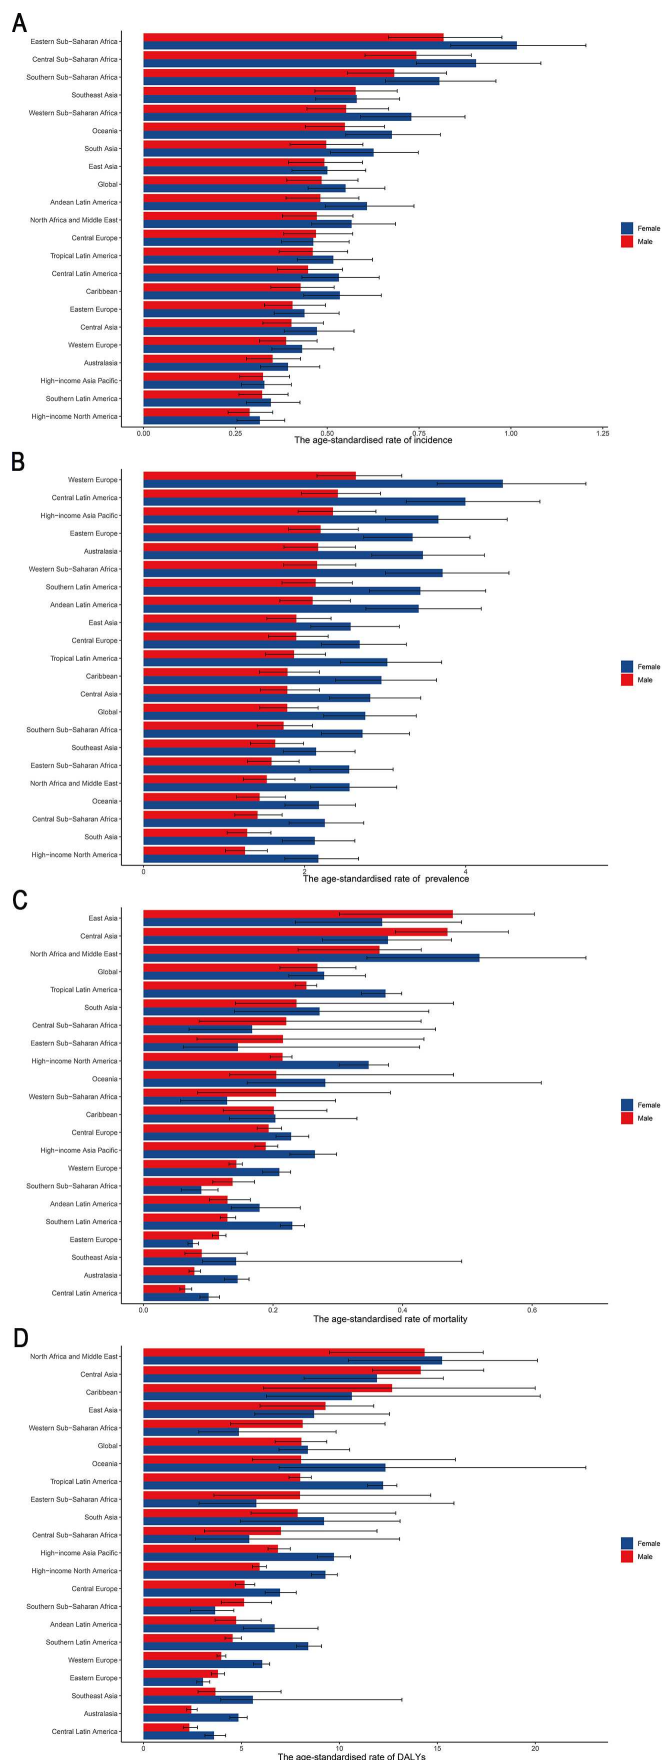 A
Eastern Sub−Saharan Africa
Central Sub−Saharan Africa
Southern Sub−Saharan Africa
Southeast Asia
Western Sub−Saharan Africa
Oceania
South Asia
East Asia
Global
Andean Latin America
North Africa and Middle East
Central Europe
Tropical Latin America
Central Latin America
Caribbean
Eastern Europe
Central Asia
Western Europe
Australasia
High−income Asia Pacific
Southern Latin America
High−income North America
Female
Male
0.00 0.25 0.50 0.75 1.00 1.25
The age-standardised rate of incidence
B
Western Europe
Central Latin America
High−income Asia Pacific
Eastern Europe
Australasia
Western Sub−Saharan Africa
Southern Latin America
Andean Latin America
East Asia
Central Europe
Tropical Latin America
Caribbean
Central Asia
Global
Southern Sub−Saharan Africa
Southeast Asia
Eastern Sub−Saharan Africa
North Africa and Middle East
Oceania
Central Sub−Saharan Africa
South Asia
High−income North America
Female
Male
0 2 4
The age-standardised rate of prevalence
C
East Asia
Central Asia
North Africa and Middle East
Global
Tropical Latin America
South Asia
Central Sub−Saharan Africa
Eastern Sub−Saharan Africa
High−income North America
Oceania
Western Sub−Saharan Africa
Caribbean
Central Europe
High−income Asia Pacific
Western Europe
Southern Sub−Saharan Africa
Andean Latin America
Southern Latin America
Eastern Europe
Southeast Asia
Australasia
Central Latin America
Female
Male
0.0 0.2 0.4 0.6
The age-standardised rate of mortality
D
North Africa and Middle East
Central Asia
Caribbean
East Asia
Western Sub−Saharan Africa
Global
Oceania
Tropical Latin America
Eastern Sub−Saharan Africa
South Asia
Central Sub−Saharan Africa
High−income Asia Pacific
High−income North America
Central Europe
Southern Sub−Saharan Africa
Andean Latin America
Southern Latin America
Western Europe
Eastern Europe
Southeast Asia
Australasia
Central Latin America
Female
Male
0 5 10 15 20
The age-standardised rate of DALYs